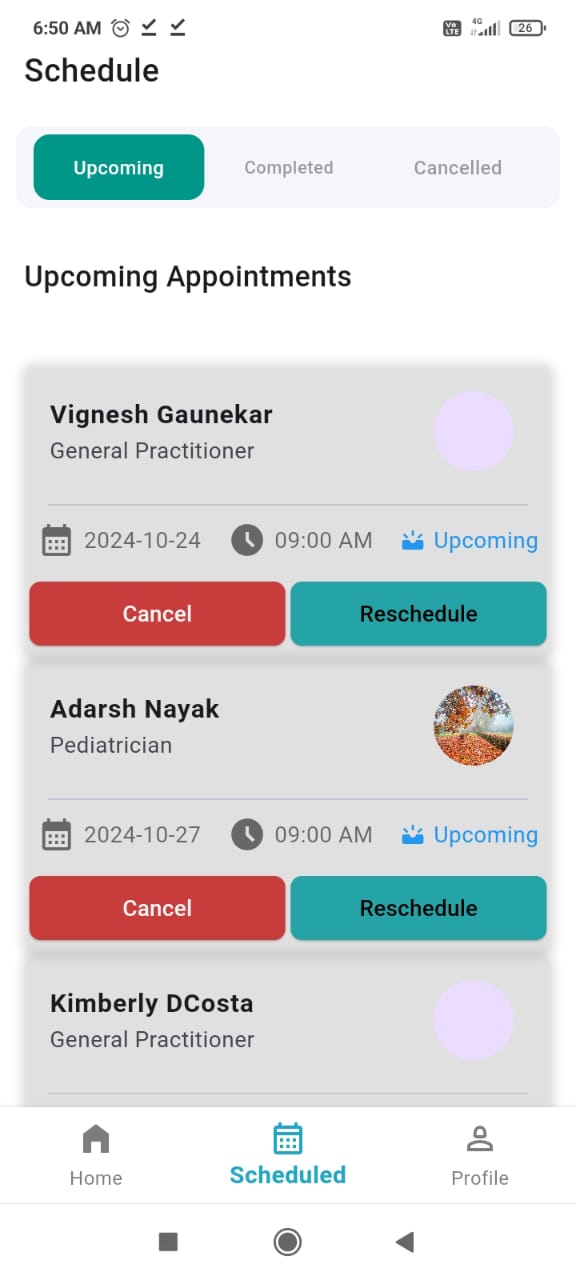 6:50 AM Vo LTE 4G 26
Schedule
Upcoming Completed Cancelled
Upcoming Appointments
Vignesh Gaunekar
General Practitioner
2024-10-24 09:00 AM Upcoming
Cancel Reschedule
Adarsh Nayak
Pediatrician
2024-10-27 09:00 AM Upcoming
Cancel Reschedule
Kimberly DCosta
General Practitioner
Home Scheduled Profile